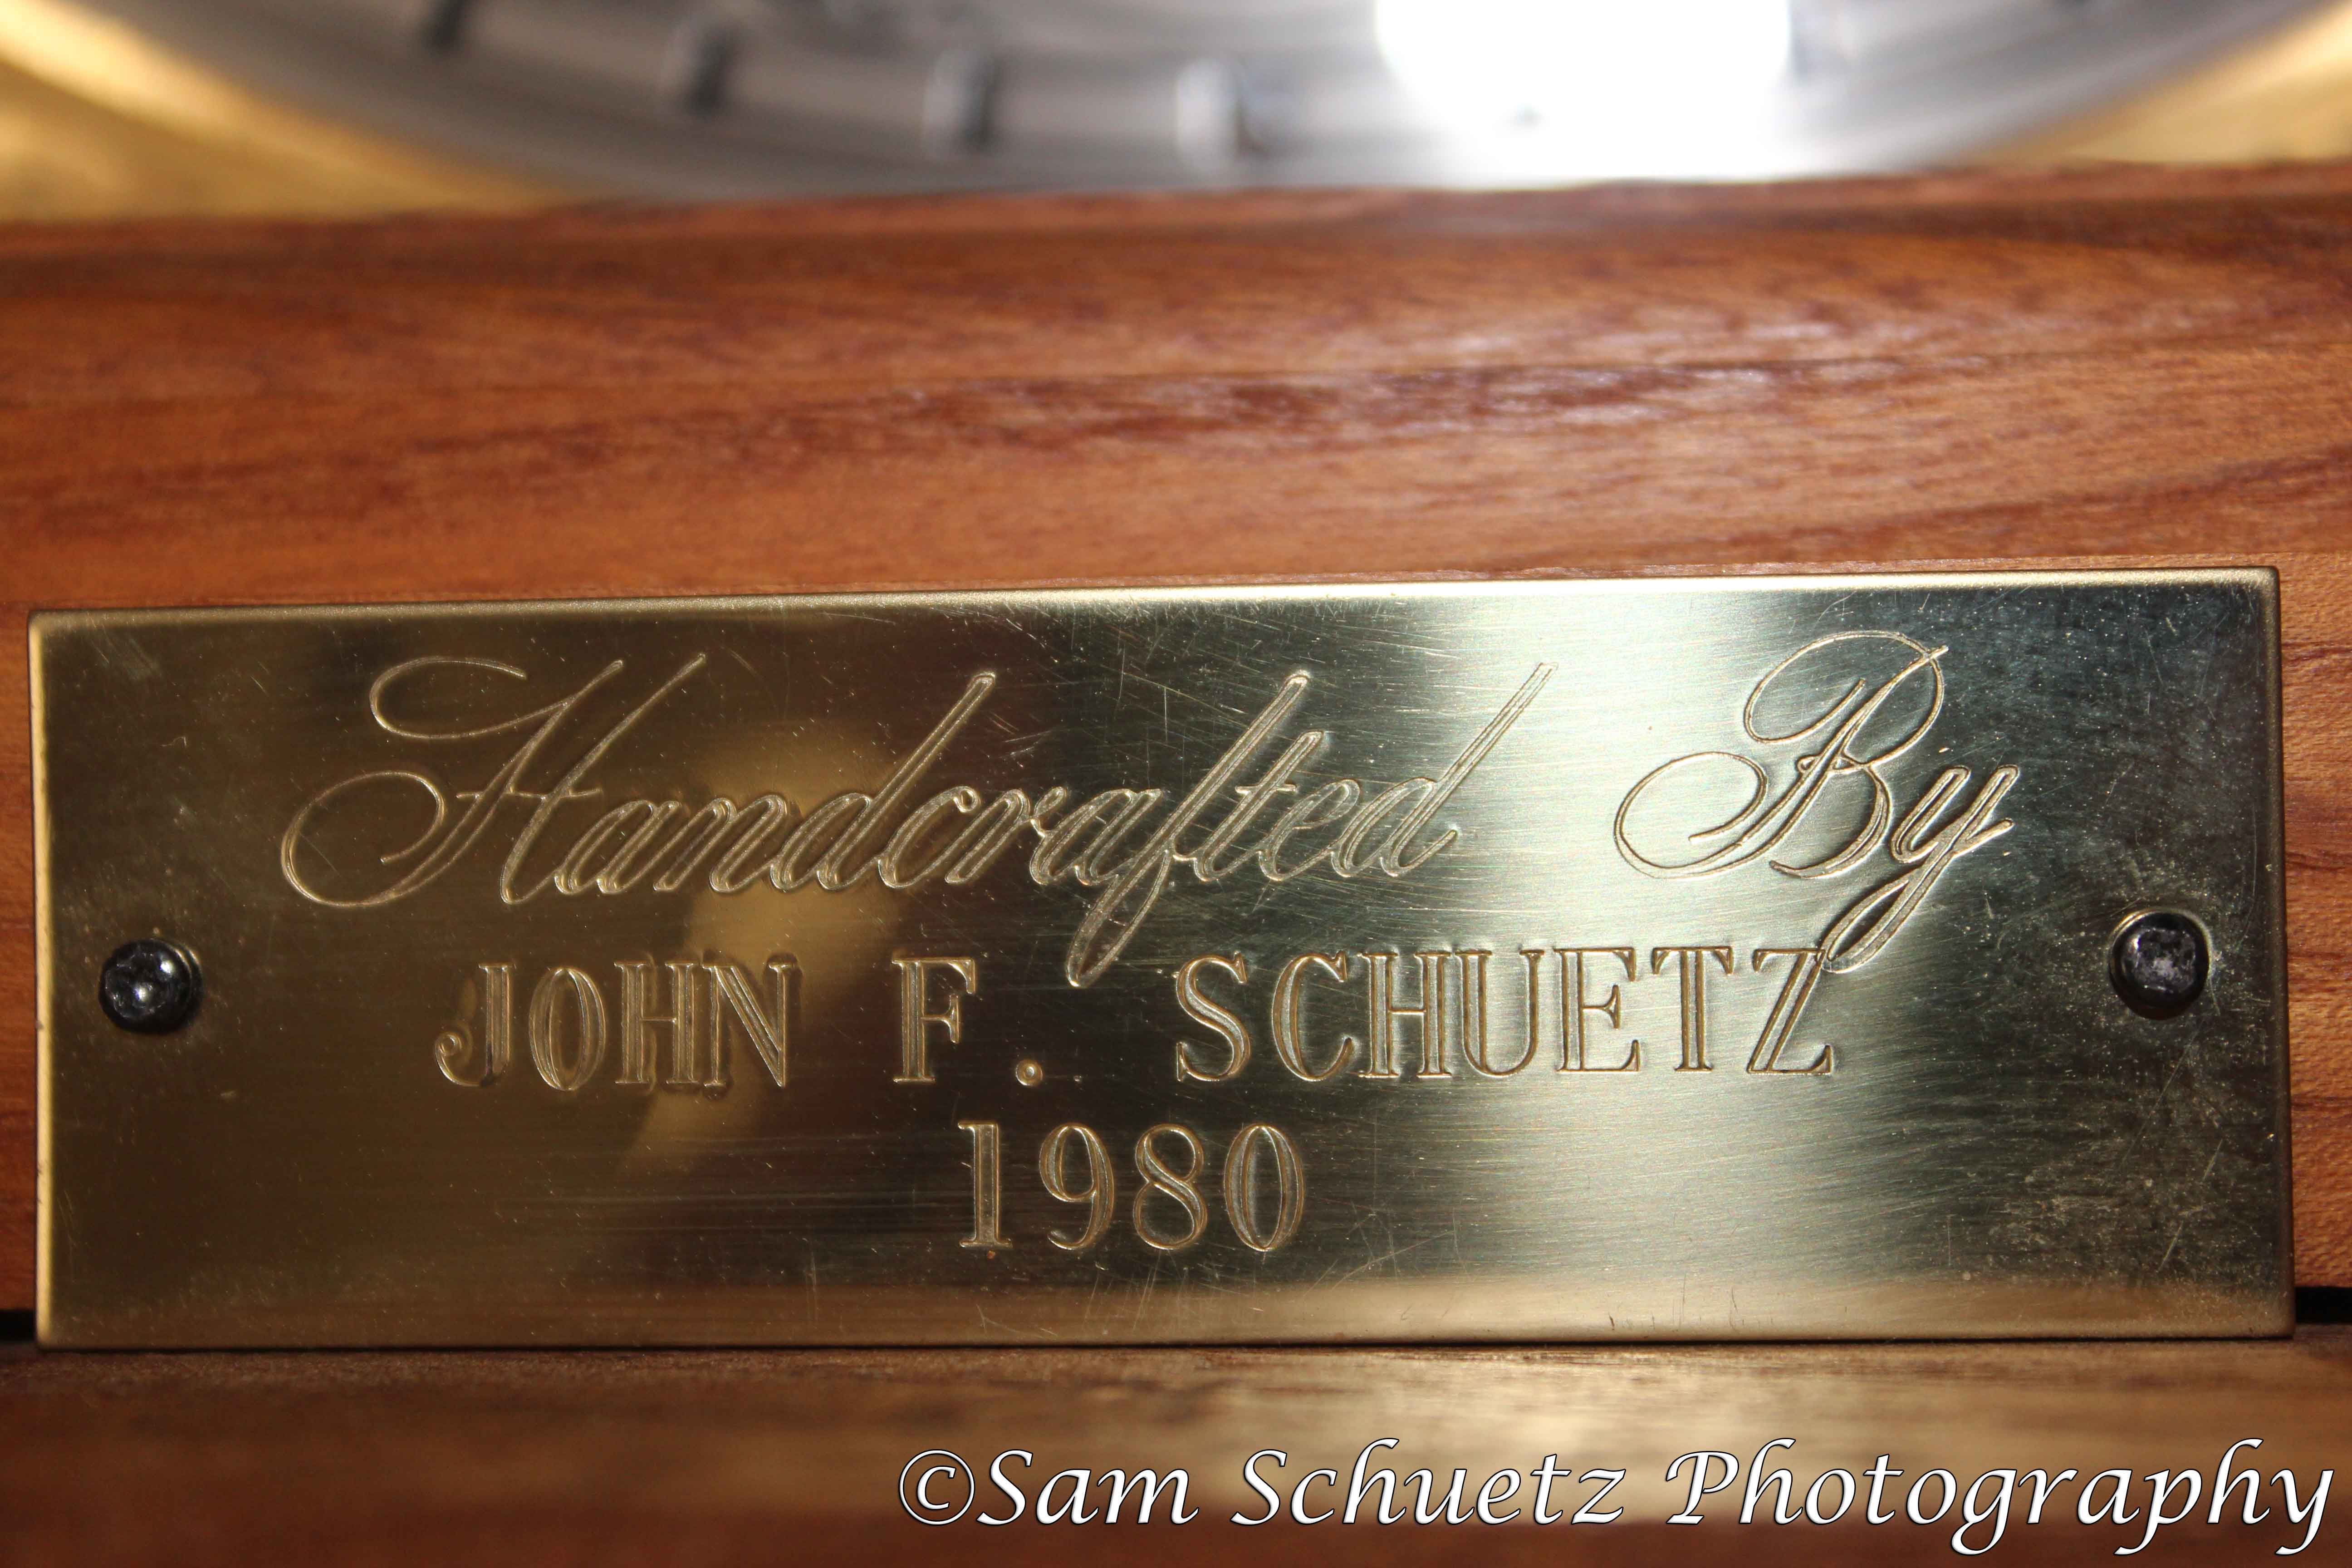 Handcrafted By
JOHN F. SCHUETZ
1980
©Sam Schuetz Photography